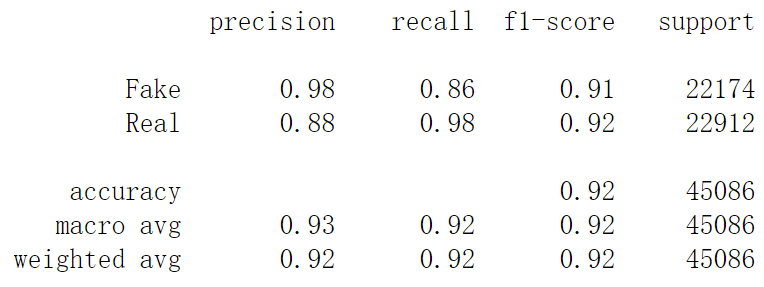 precision recall f1-score support
Fake 0.98 0.86 0.91 22174
Real 0.88 0.98 0.92 22912
accuracy 0.92 45086
macro avg 0.93 0.92 0.92 45086
weighted avg 0.92 0.92 0.92 45086